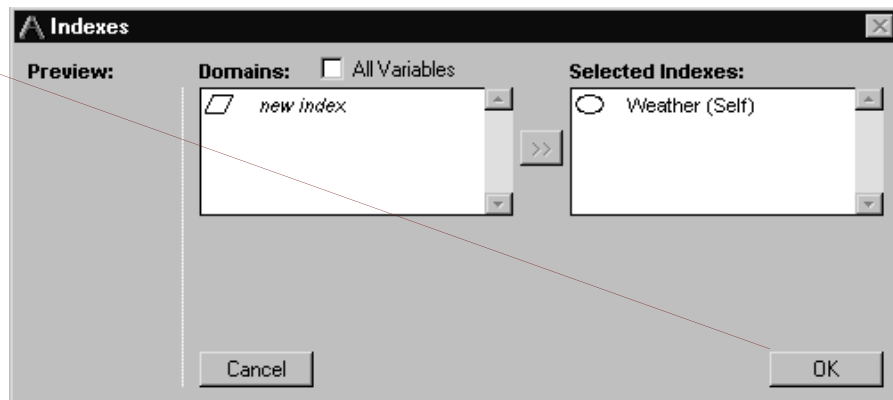 Indexes
Preview:
Domains:
All Variables
Selected Indexes:
new index
Weather (Self)
>>
Cancel
OK